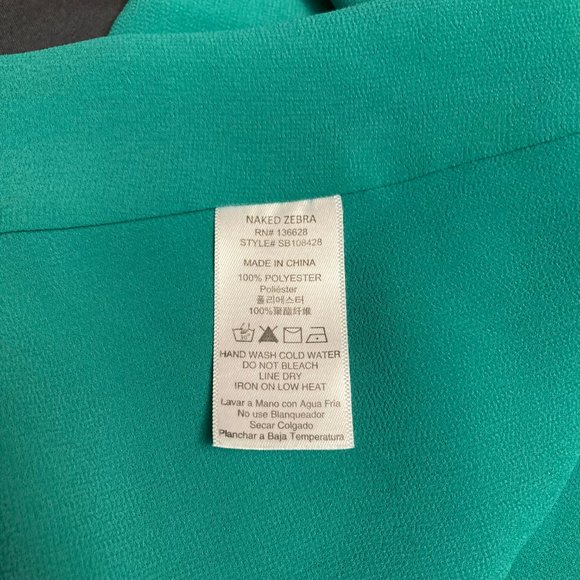 NAKED ZEBRA
RN# 136628
STYLE# SB108428
MADE IN CHINA
100% POLYESTER
Poliéster
폴리에스터
100%聚酯纤维
HAND WASH COLD WATER
DO NOT BLEACH
LINE DRY
IRON ON LOW HEAT
Lavar a Mano con Agua Fria
No use Blanqueador
Secar Colgado
Planchar a Baja Temperatura